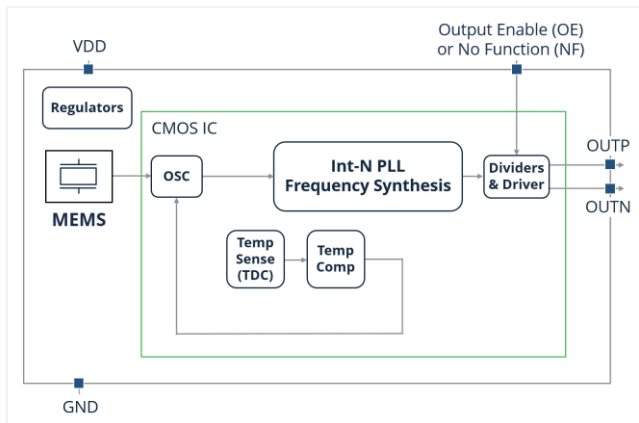 VDD
Output Enable (OE)
or No Function (NF)
Regulators
CMOS IC
OUTP
MEMS
OSC
Int-N PLL
Frequency Synthesis
Dividers
& Driver
OUTN
Temp
Sense
(TDC)
Temp
Comp
GND